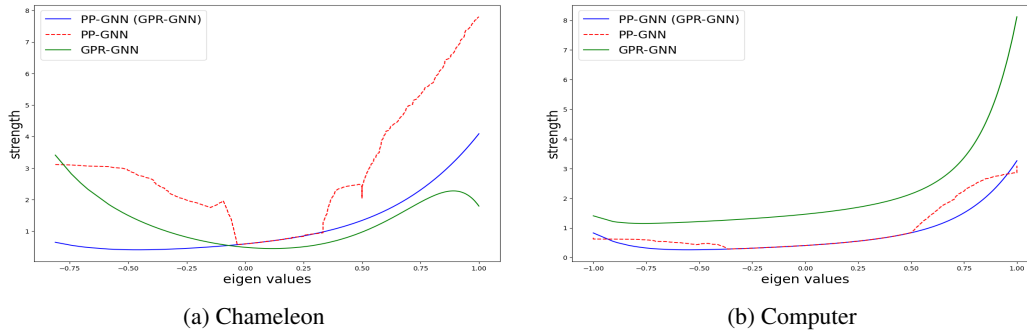 PP-GNN (GPR-GNN)
PP-GNN
GPR-GNN
strength
8
7
6
5
4
3
2
1
-0.75
-0.50
-0.25
0.00
0.25
0.50
0.75
1.00
eigen values
(a) Chameleon
PP-GNN (GPR-GNN)
PP-GNN
GPR-GNN
strength
8
7
6
5
4
3
2
1
0
-1.00
-0.75
-0.50
-0.25
0.00
0.25
0.50
0.75
1.00
eigen values
(b) Computer